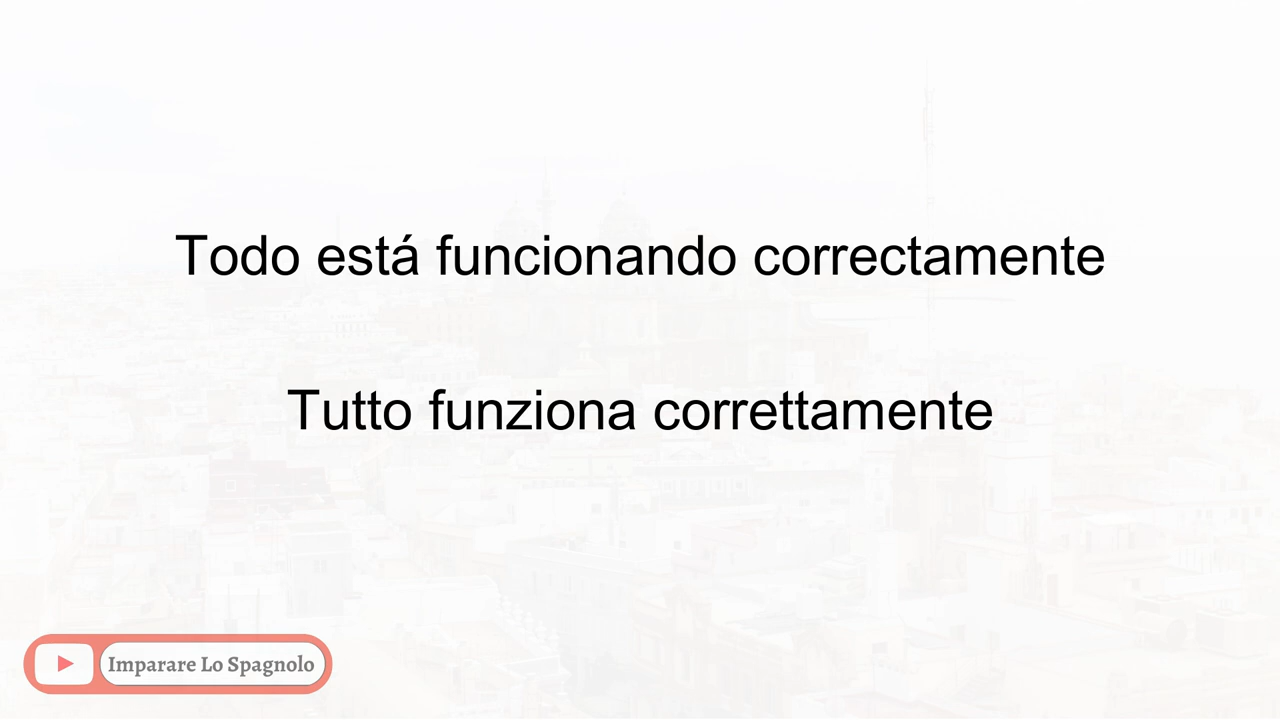 Todo está funcionando correctamente
Tutto funziona correttamente
Imparare Lo Spagnolo